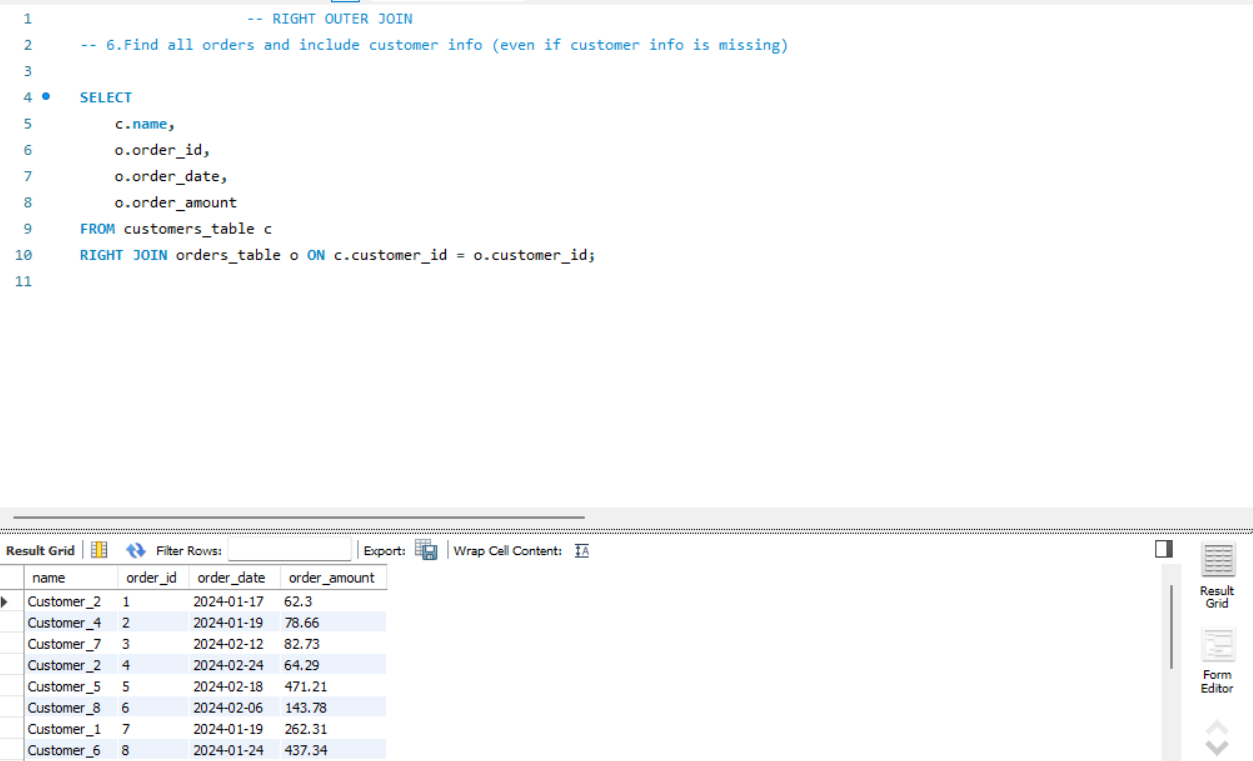 1 -- RIGHT OUTER JOIN
2 -- 6.Find all orders and include customer info (even if customer info is missing)
3
4 SELECT
5 c.name,
6 o.order_id,
7 o.order_date,
8 o.order_amount
9 FROM customers_table c
10 RIGHT JOIN orders_table o ON c.customer_id = o.customer_id;
11
Result Grid Filter Rows: Export: Wrap Cell Content: IA
name order_id order_date order_amount
Customer_2 1 2024-01-17 62.3
Customer_4 2 2024-01-19 78.66
Customer_7 3 2024-02-12 82.73
Customer_2 4 2024-02-24 64.29
Customer_5 5 2024-02-18 471.21
Customer_8 6 2024-02-06 143.78
Customer_1 7 2024-01-19 262.31
Customer_6 8 2024-01-24 437.34
Result
Grid
Form
Editor